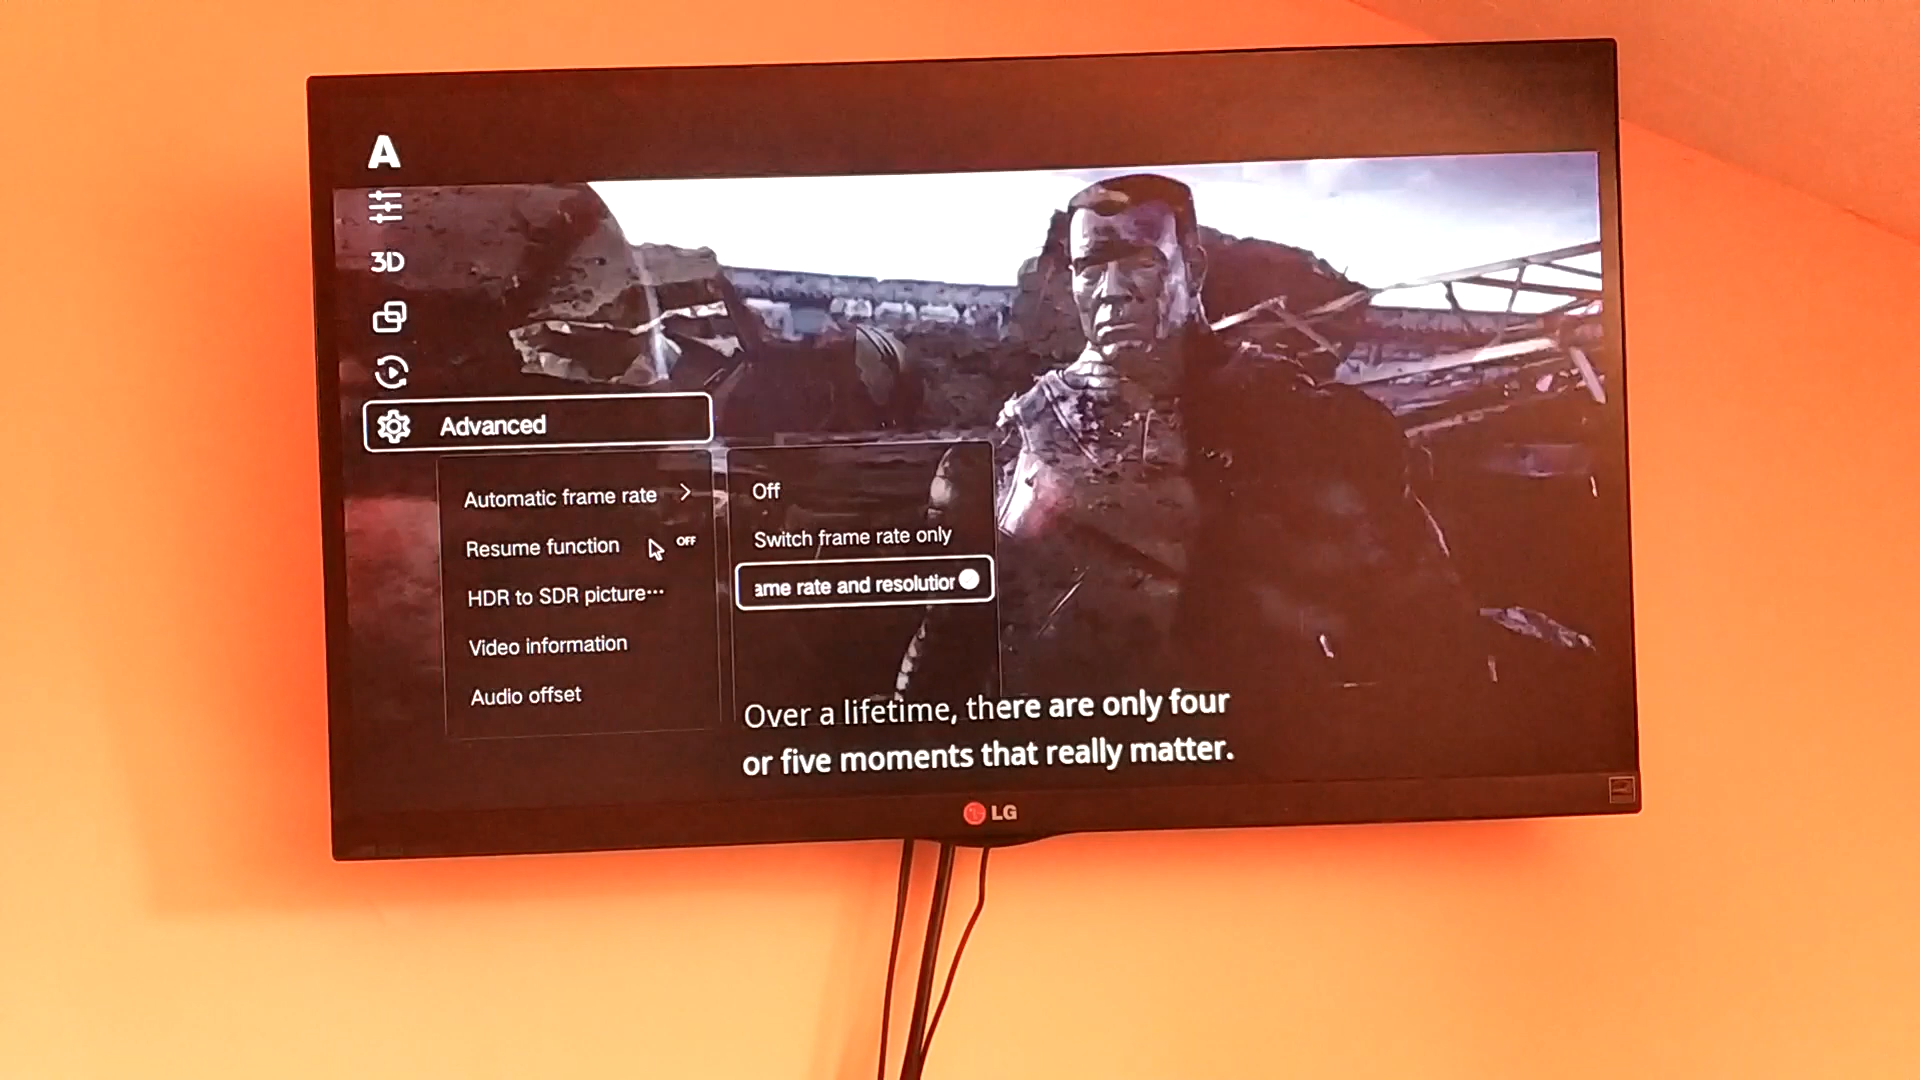 A
3D
Advanced
Automatic frame rate >
Resume function OFF
HDR to SDR picture···
Video information
Audio offset
Off
Switch frame rate only
ame rate and resolution
Over a lifetime, there are only four
or five moments that really matter.
LG